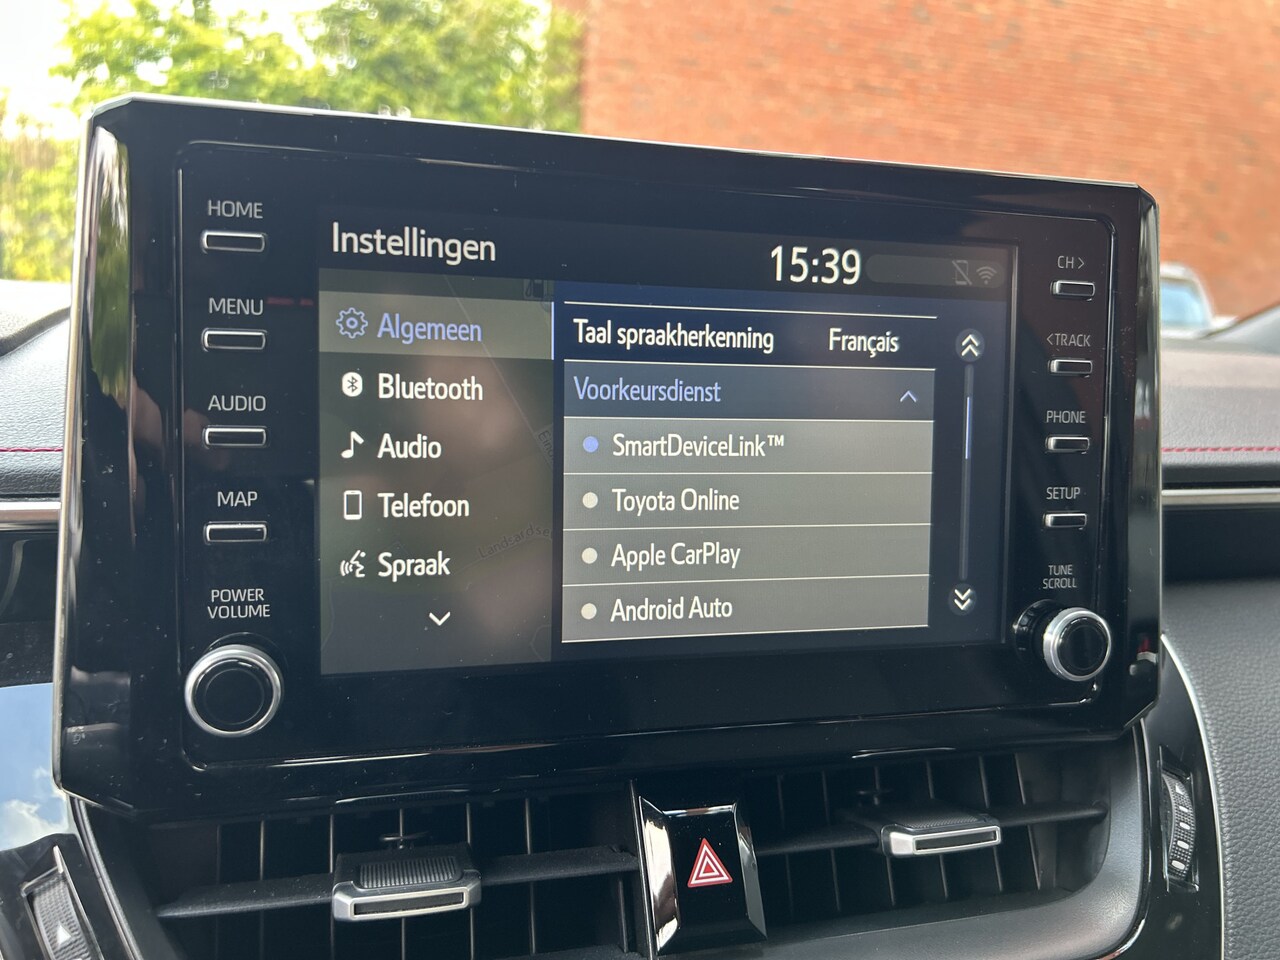 HOME
MENU
AUDIO
MAP
POWER
VOLUME
Instellingen
15:39
Algemeen
Bluetooth
Audio
Telefoon
Spraak
Taal spraakherkenning Français
Voorkeursdienst
SmartDeviceLink™
Toyota Online
Apple CarPlay
Android Auto
CH >
< TRACK
PHONE
SETUP
TUNE
SCROLL